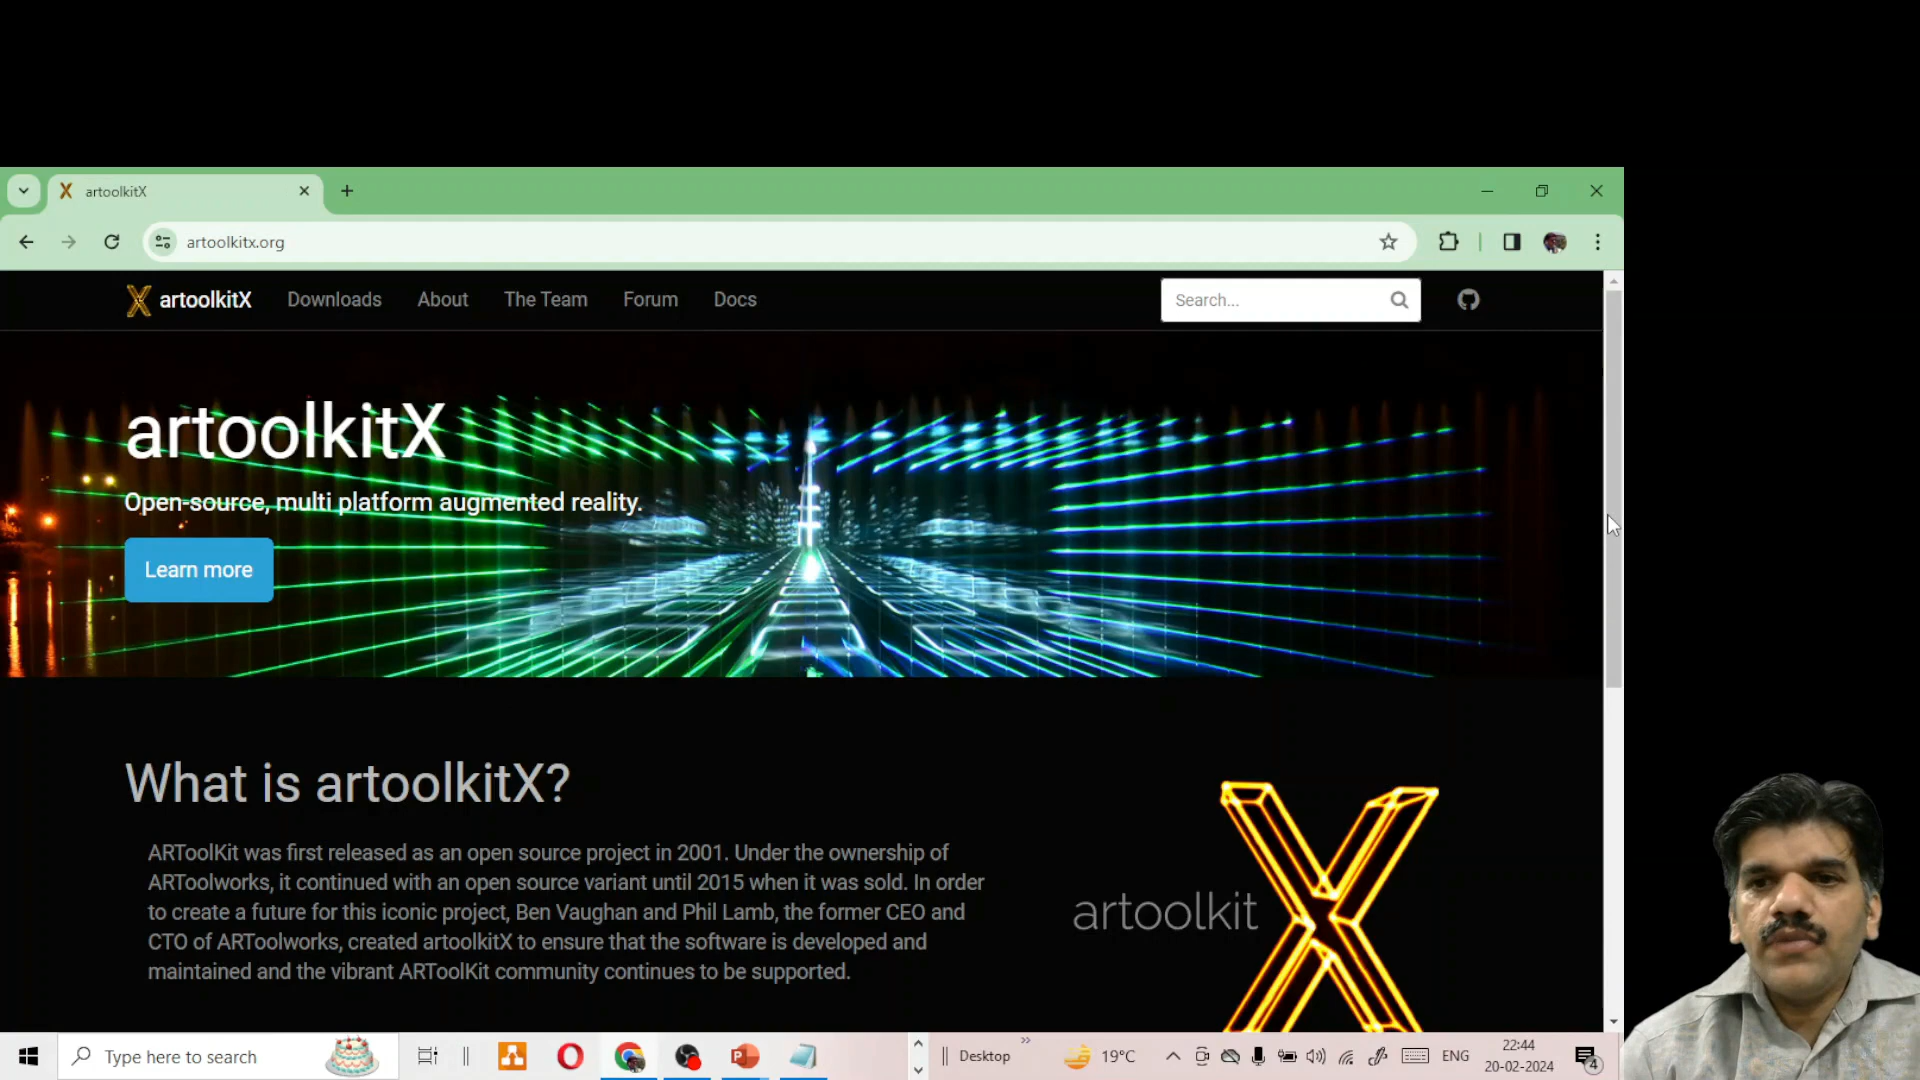 artoolkitX
artoolkitx.org
artoolkitX Downloads About The Team Forum Docs Search...
artoolkitX
Open-source, multi platform augmented reality.
Learn more
What is artoolkitX?
ARToolKit was first released as an open source project in 2001. Under the ownership of
ARToolworks, it continued with an open source variant until 2015 when it was sold. In order
to create a future for this iconic project, Ben Vaughan and Phil Lamb, the former CEO and
CTO of ARToolworks, created artoolkitX to ensure that the software is developed and
maintained and the vibrant ARToolKit community continues to be supported.
artoolkit X
Type here to search
Desktop
19°C
ENG
22:44
20-02-2024
4